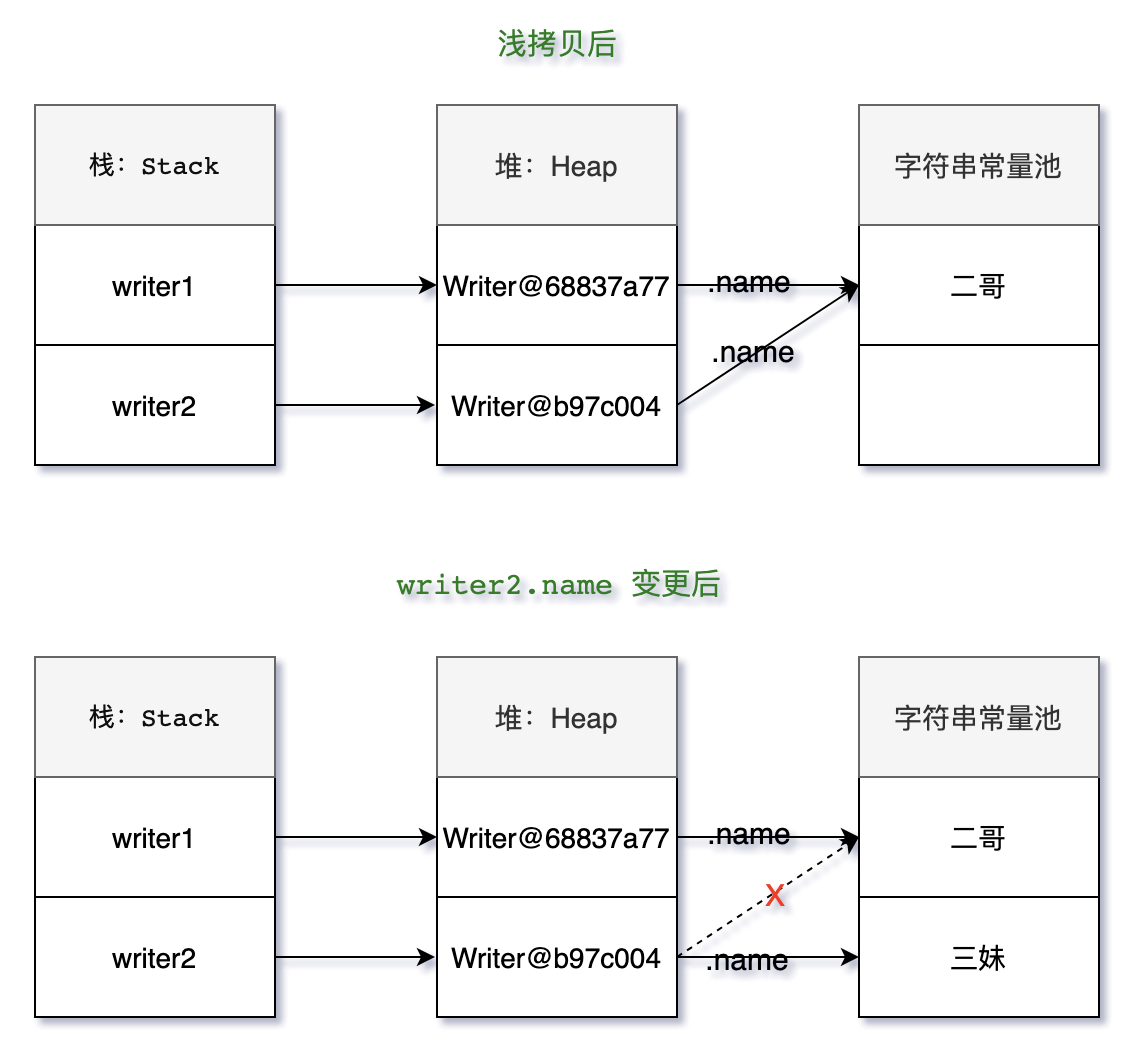 浅拷贝后
栈：Stack
堆：Heap
字符串常量池
writer1
Writer@68837a77
.name
二哥
.name
writer2
Writer@b97c004
writer2.name 变更后
栈：Stack
堆：Heap
字符串常量池
writer1
Writer@68837a77
.name
二哥
X
writer2
Writer@b97c004
.name
三妹